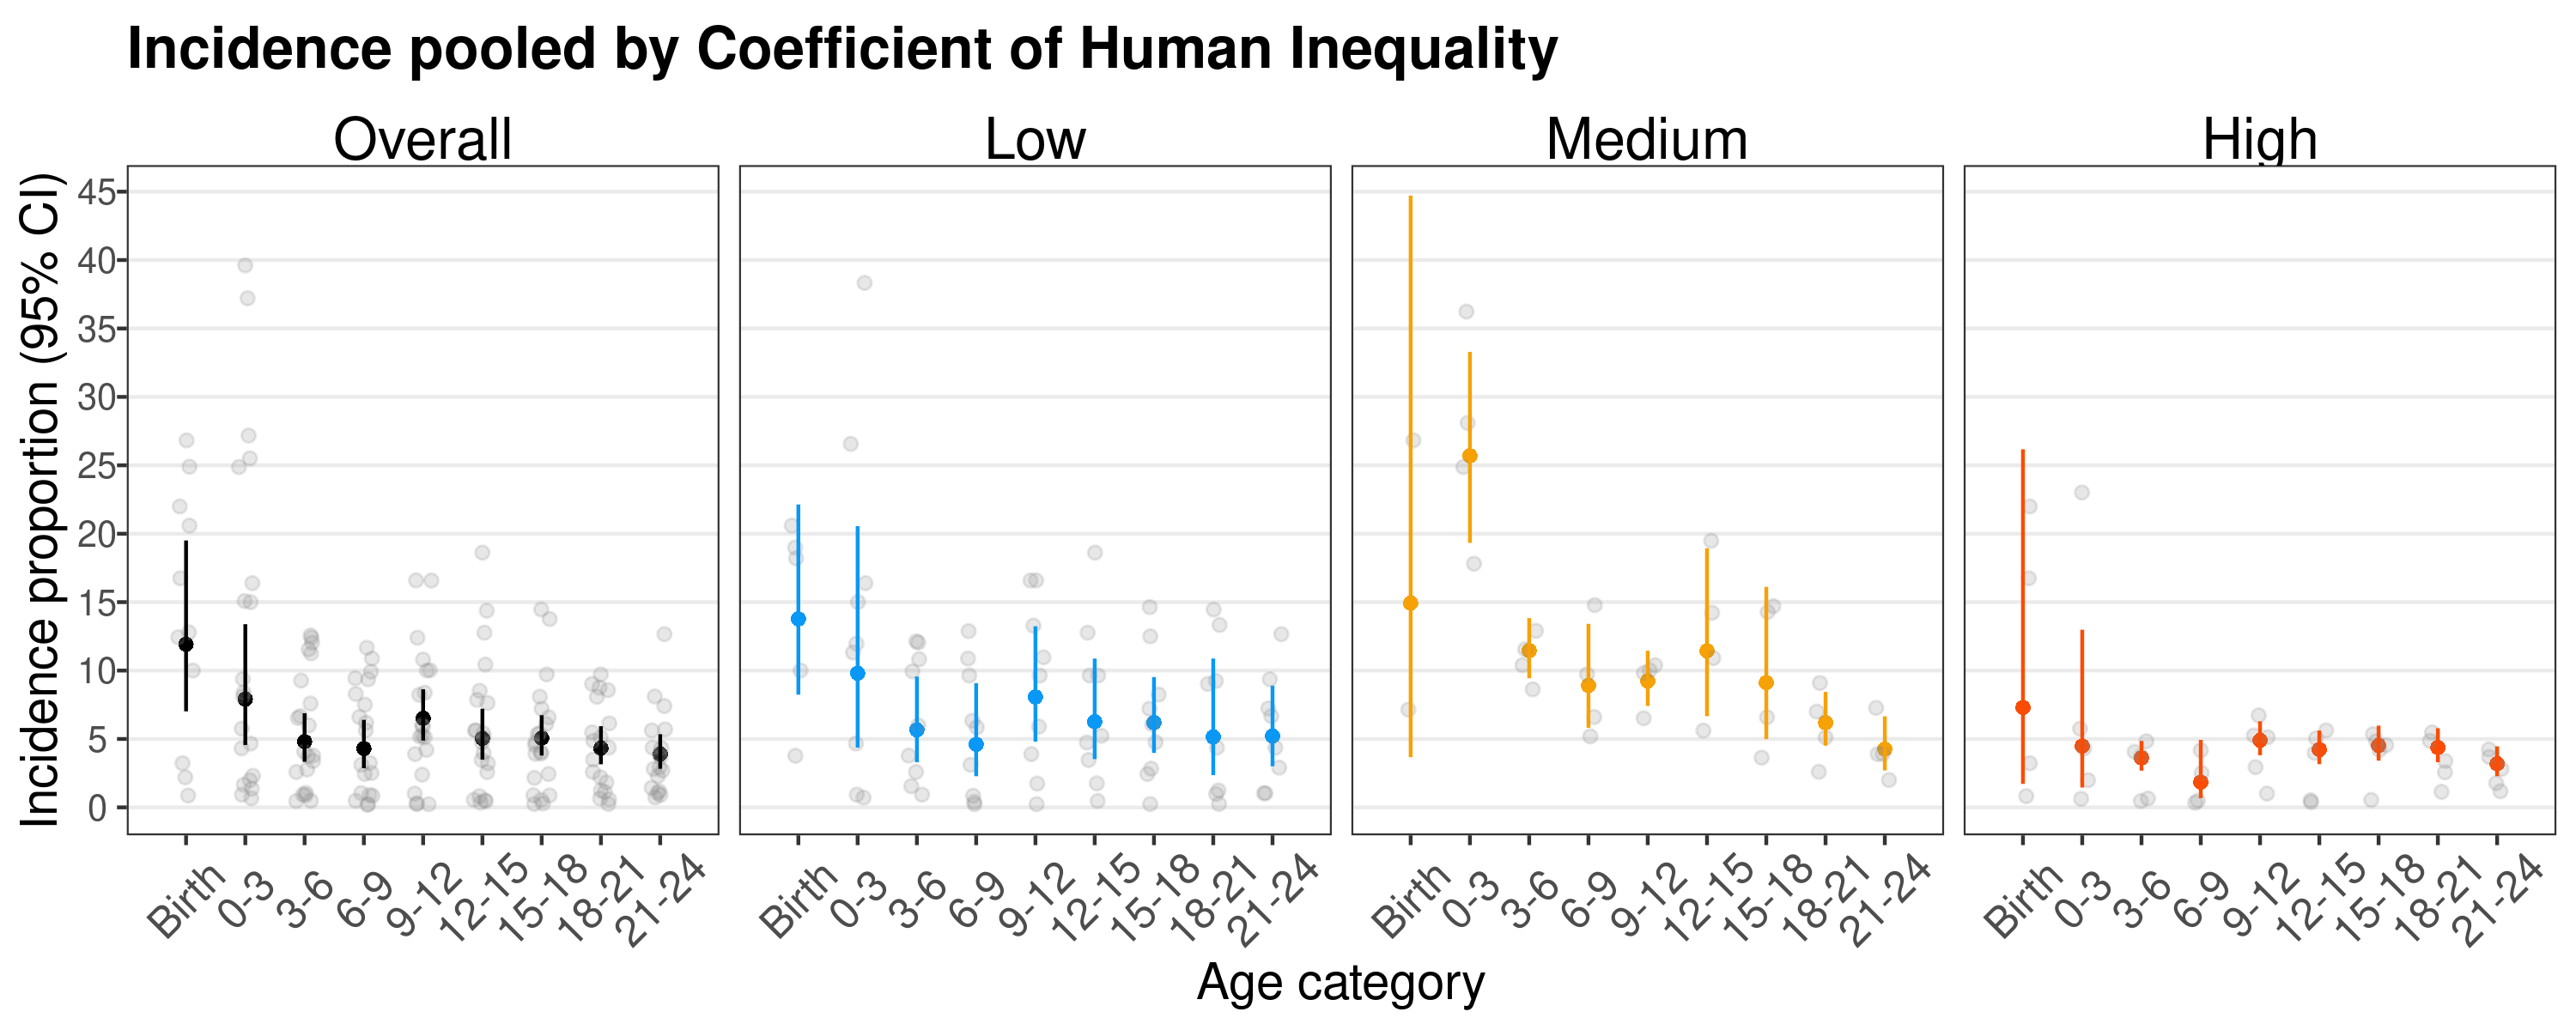 Incidence pooled by Coefficient of Human Inequality
Overall
Low
Medium
High
Incidence proportion (95% CI)
45
40
35
30
25
20
15
10
5
0
Birth 0-3 3-6 6-9 9-12 12-15 15-18 18-21 21-24
Birth 0-3 3-6 6-9 9-12 12-15 15-18 18-21 21-24
Birth 0-3 3-6 6-9 9-12 12-15 15-18 18-21 21-24
Birth 0-3 3-6 6-9 9-12 12-15 15-18 18-21 21-24
Age category